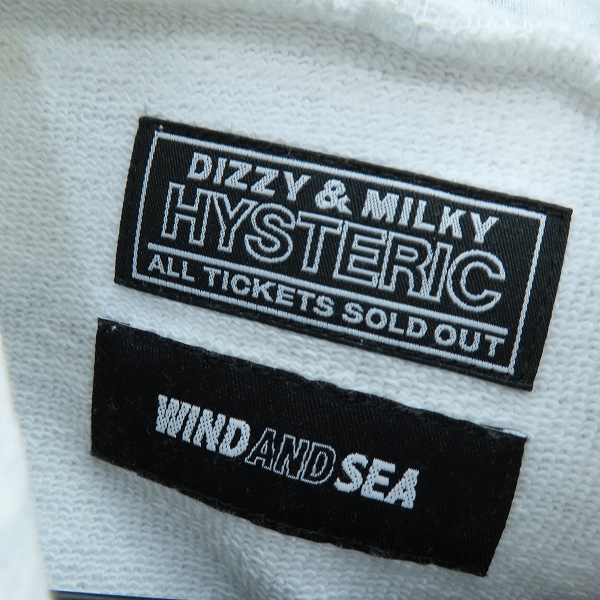 DIZZY & MILKY
HYSTERIC
ALL TICKETS SOLD OUT
WIND AND SEA